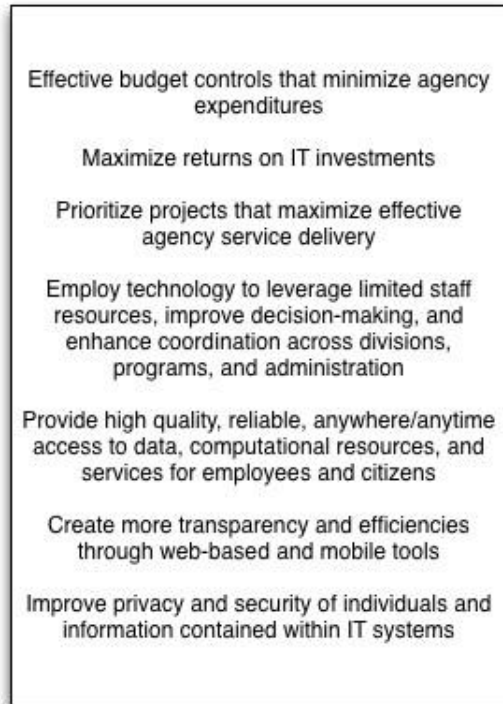 Effective budget controls that minimize agency
expenditures
Maximize returns on IT investments
Prioritize projects that maximize effective
agency service delivery
Employ technology to leverage limited staff
resources, improve decision-making, and
enhance coordination across divisions,
programs, and administration
Provide high quality, reliable, anywhere/anytime
access to data, computational resources, and
services for employees and citizens
Create more transparency and efficiencies
through web-based and mobile tools
Improve privacy and security of individuals and
information contained within IT systems